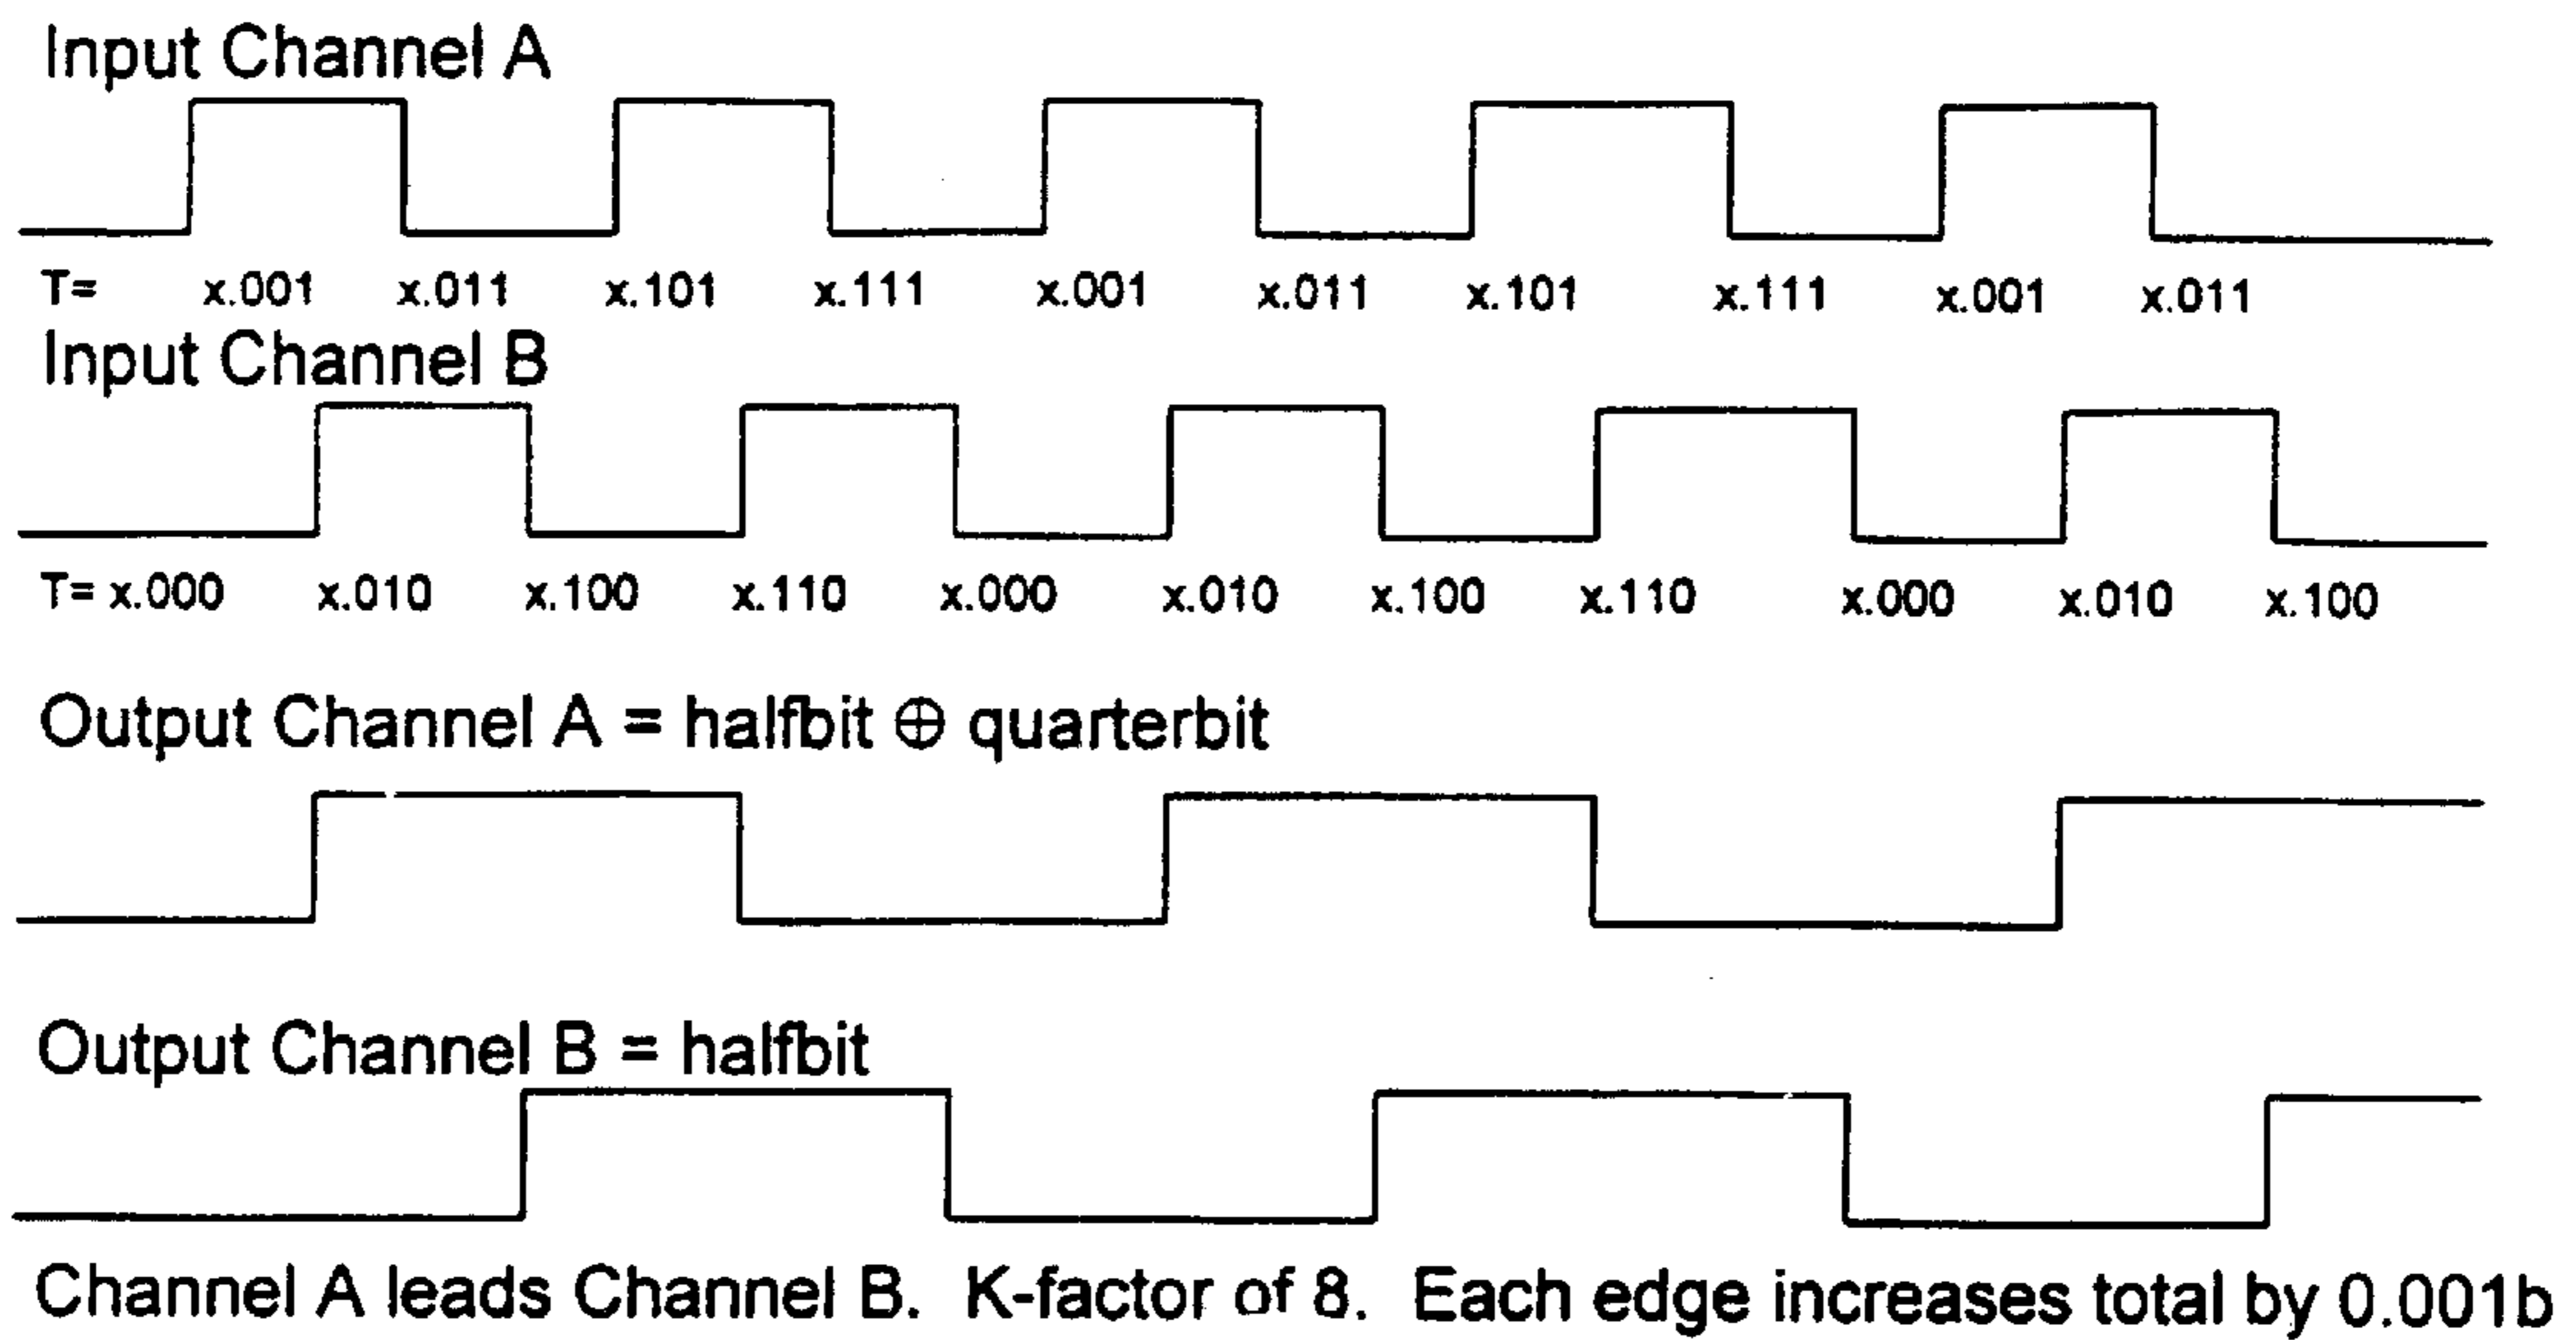 Input Channel A
T= x.001 x.011 x.101 x.111 x.001 x.011 x.101 x.111 x.001 x.011
Input Channel B
T= x.000 x.010 x.100 x.110 x.000 x.010 x.100 x.110 x.000 x.010 x.100
Output Channel A = halfbit ⊕ quarterbit
Output Channel B = halfbit
Channel A leads Channel B. K-factor of 8. Each edge increases total by 0.001b